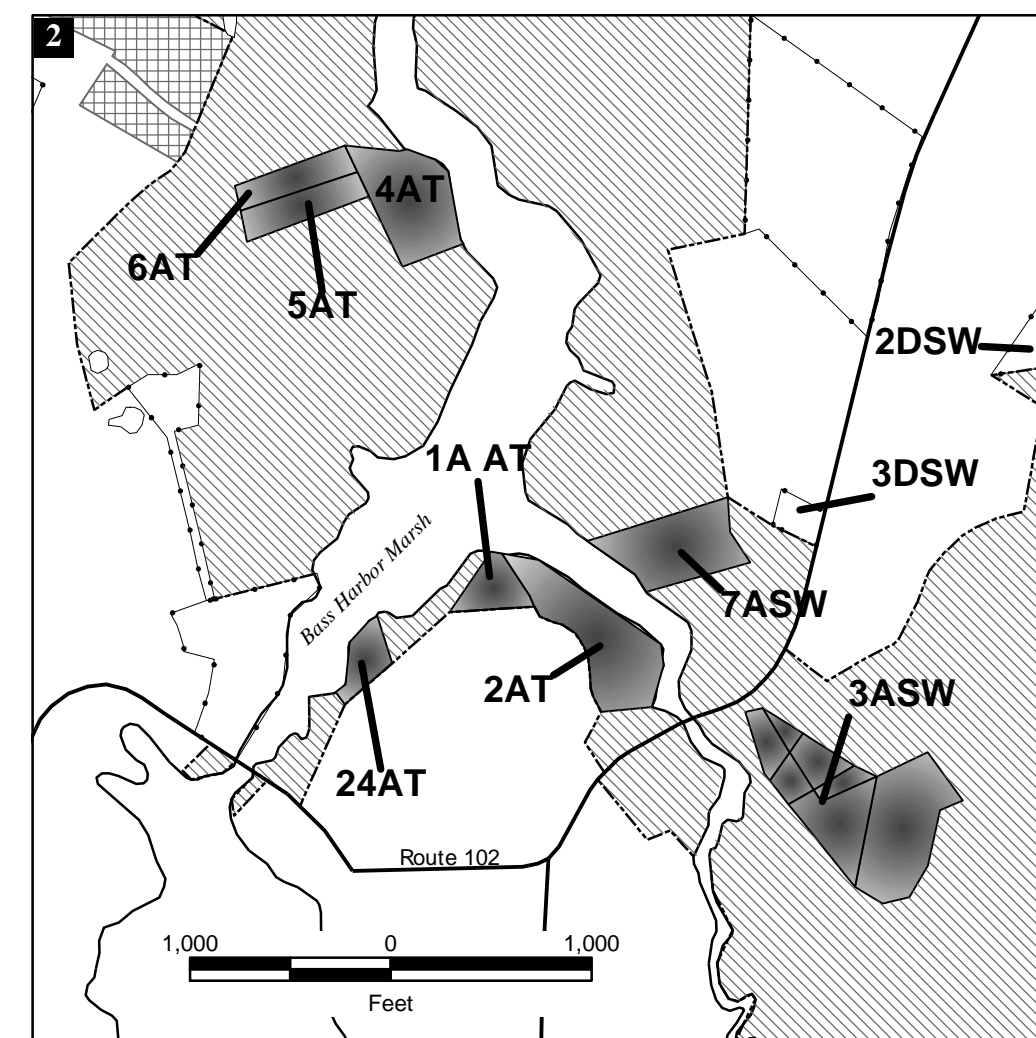 2
4AT
6AT
5AT
2DSW
1A AT
3DSW
Bass Harbor Marsh
7ASW
2AT
3ASW
24AT
Route 102
1,000 0 1,000
Feet